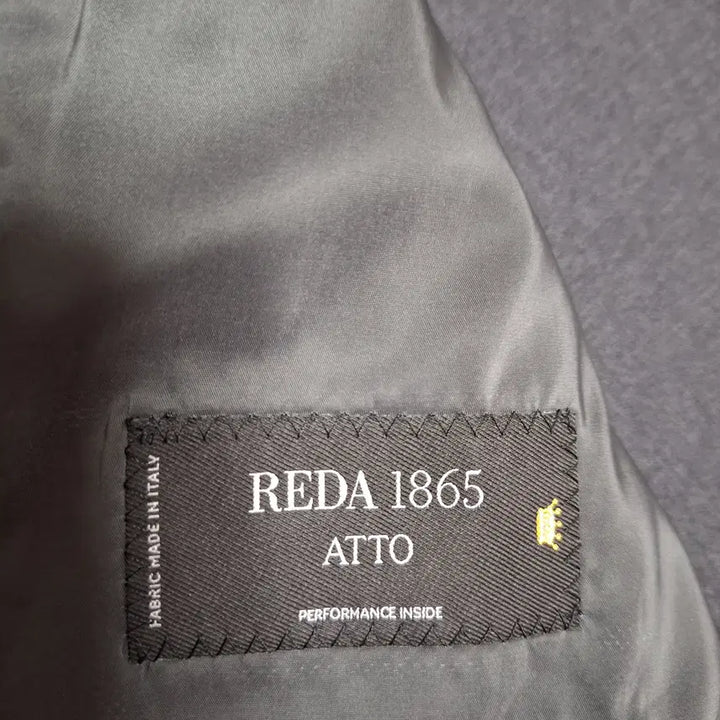 FABRIC MADE IN ITALY
REDA 1865
ATTO
PERFORMANCE INSIDE